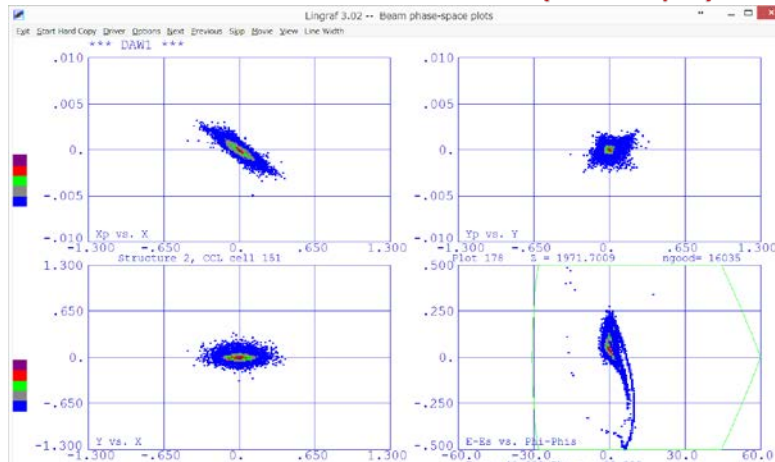 Lingraf 3.02 -- Beam phase-space plots
Exit Start Hard Copy Driver Options Next Previous Skip Movie View Line Width
*** DAW1 ***
.010
.005
0.
-.005
-.010
Xp vs. X
-1.300 -.650 0. .650 1.300
.010
.005
0.
-.005
-.010
Yp vs. Y
-1.300 -.650 0. .650 1.300
Structure 2, CCL cell 151
Plot 178 Z = 1971.7009 ngood= 16035
1.300
.650
0.
-.650
-1.300
Y vs. X
-1.300 -.650 0. .650 1.300
.500
.250
0.
-.250
-.500
E-Es vs. Phi-Phis
-60.0 -30.0 0. 30.0 60.0